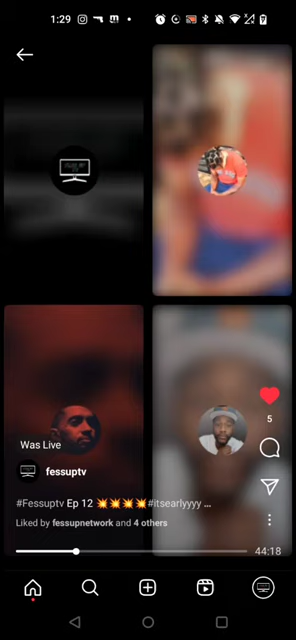 1:29
Was Live
fessuptv
#Fessuptv Ep 12 💥💥💥💥#itsearlyyyy ...
Liked by fessupnetwork and 4 others
5
44:18